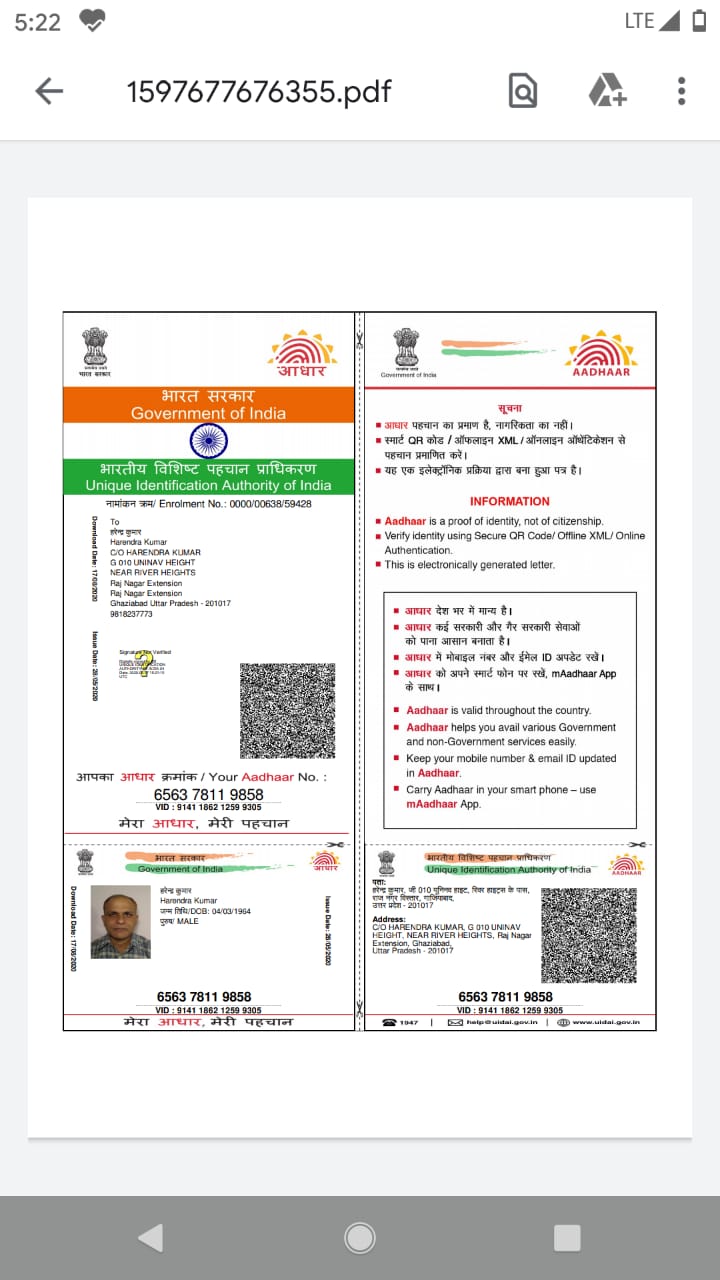 5:22
LTE
1597677676355.pdf
भारत सरकार
आधार
भारत सरकार
Government of India
भारतीय विशिष्ट पहचान प्राधिकरण
Unique Identification Authority of India
नामांकन क्रम/ Enrolment No.: 0000/00638/59428
Download Date: 17/08/2020
To
हरेन्द्र कुमार
Harendra Kumar
C/O HARENDRA KUMAR
G 010 UNINAV HEIGHT
NEAR RIVER HEIGHTS
Raj Nagar Extension
Raj Nagar Extension
Ghaziabad Uttar Pradesh - 201017
9818237773
Issue Date: 28/05/2020
Signature Not Verified
आपका आधार क्रमांक / Your Aadhaar No. :
6563 7811 9858
VID : 9141 1862 1259 9305
मेरा आधार, मेरी पहचान
Government of India
AADHAAR
सूचना
आधार पहचान का प्रमाण है, नागरिकता का नहीं।
स्मार्ट QR कोड / ऑफलाइन XML / ऑनलाइन ऑथेंटिकेशन से
पहचान प्रमाणित करें।
यह एक इलेक्ट्रॉनिक प्रक्रिया द्वारा बना हुआ पत्र है।
INFORMATION
Aadhaar is a proof of identity, not of citizenship.
Verify identity using Secure QR Code/ Offline XML/ Online
Authentication.
This is electronically generated letter.
आधार देश भर में मान्य है।
आधार कई सरकारी और गैर सरकारी सेवाओं
को पाना आसान बनाता है।
आधार में मोबाइल नंबर और ईमेल ID अपडेट रखें।
आधार को अपने स्मार्ट फोन पर रखें, mAadhaar App
के साथ।
Aadhaar is valid throughout the country.
Aadhaar helps you avail various Government
and non-Government services easily.
Keep your mobile number & email ID updated
in Aadhaar.
Carry Aadhaar in your smart phone – use
mAadhaar App.
भारत सरकार
Government of India
आधार
Download Date: 17/08/2020
हरेन्द्र कुमार
Harendra Kumar
जन्म तिथि/DOB: 04/03/1964
पुरुष/ MALE
Issue Date: 28/05/2020
6563 7811 9858
VID : 9141 1862 1259 9305
मेरा आधार, मेरी पहचान
भारतीय विशिष्ट पहचान प्राधिकरण
Unique Identification Authority of India
AADHAAR
पता:
हरेन्द्र कुमार, जी 010 यूनिनव हाइट, रिवर हाइट्स के पास,
राज नगर विस्तार, गाजियाबाद,
उत्तर प्रदेश - 201017
Address:
C/O HARENDRA KUMAR, G 010 UNINAV
HEIGHT, NEAR RIVER HEIGHTS, Raj Nagar
Extension, Ghaziabad,
Uttar Pradesh - 201017
6563 7811 9858
VID : 9141 1862 1259 9305
1947 | help@uidai.gov.in | www.uidai.gov.in